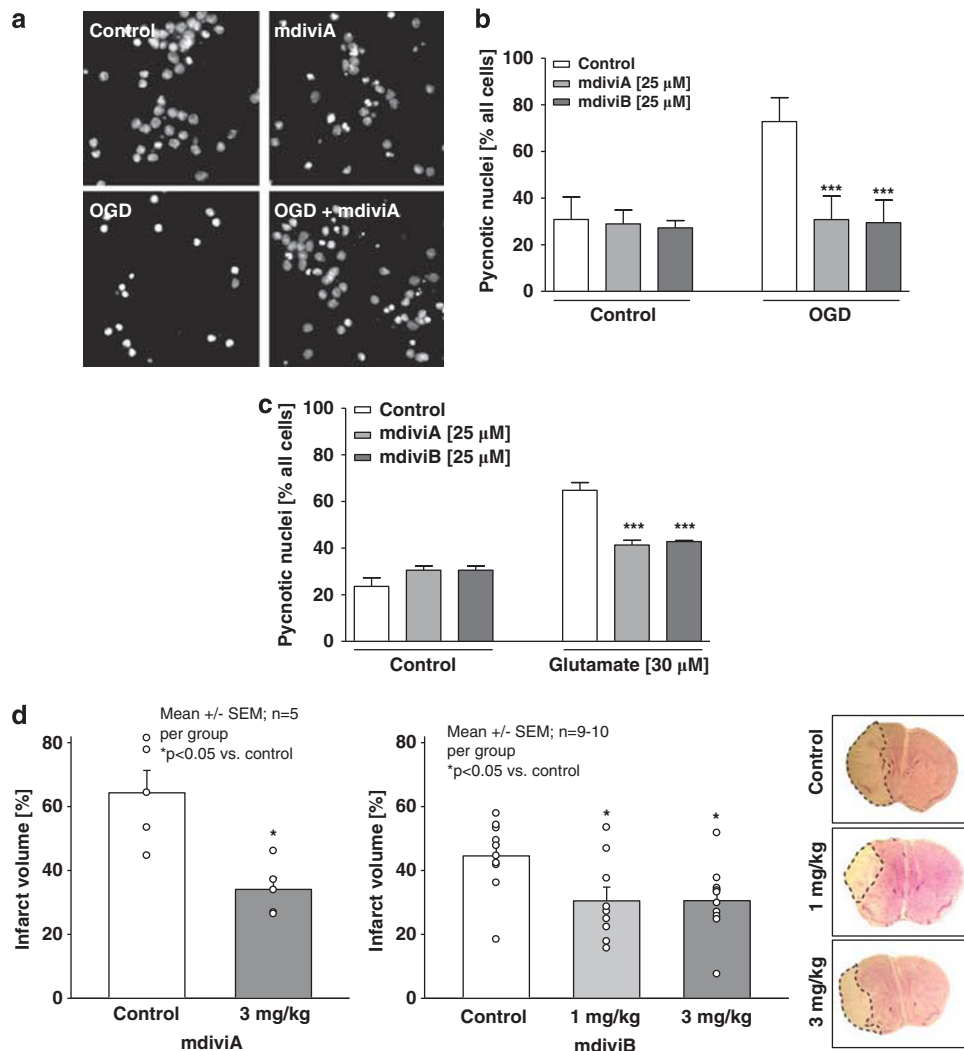 a
Control
mdiviA
OGD
OGD + mdiviA
b
Pycnotic nuclei [% all cells]
100
80
60
40
20
0
Control
mdiviA [25 μM]
mdiviB [25 μM]
*** ***
Control OGD
c
Pycnotic nuclei [% all cells]
100
80
60
40
20
0
Control
mdiviA [25 μM]
mdiviB [25 μM]
*** ***
Control Glutamate [30 μM]
d
Infarct volume [%]
80
60
40
20
0
Mean +/- SEM; n=5
per group
*p<0.05 vs. control
*
Control 3 mg/kg
mdiviA
Infarct volume [%]
80
60
40
20
0
Mean +/- SEM; n=9-10
per group
*p<0.05 vs. control
* *
Control 1 mg/kg 3 mg/kg
mdiviB
Control
1 mg/kg
3 mg/kg